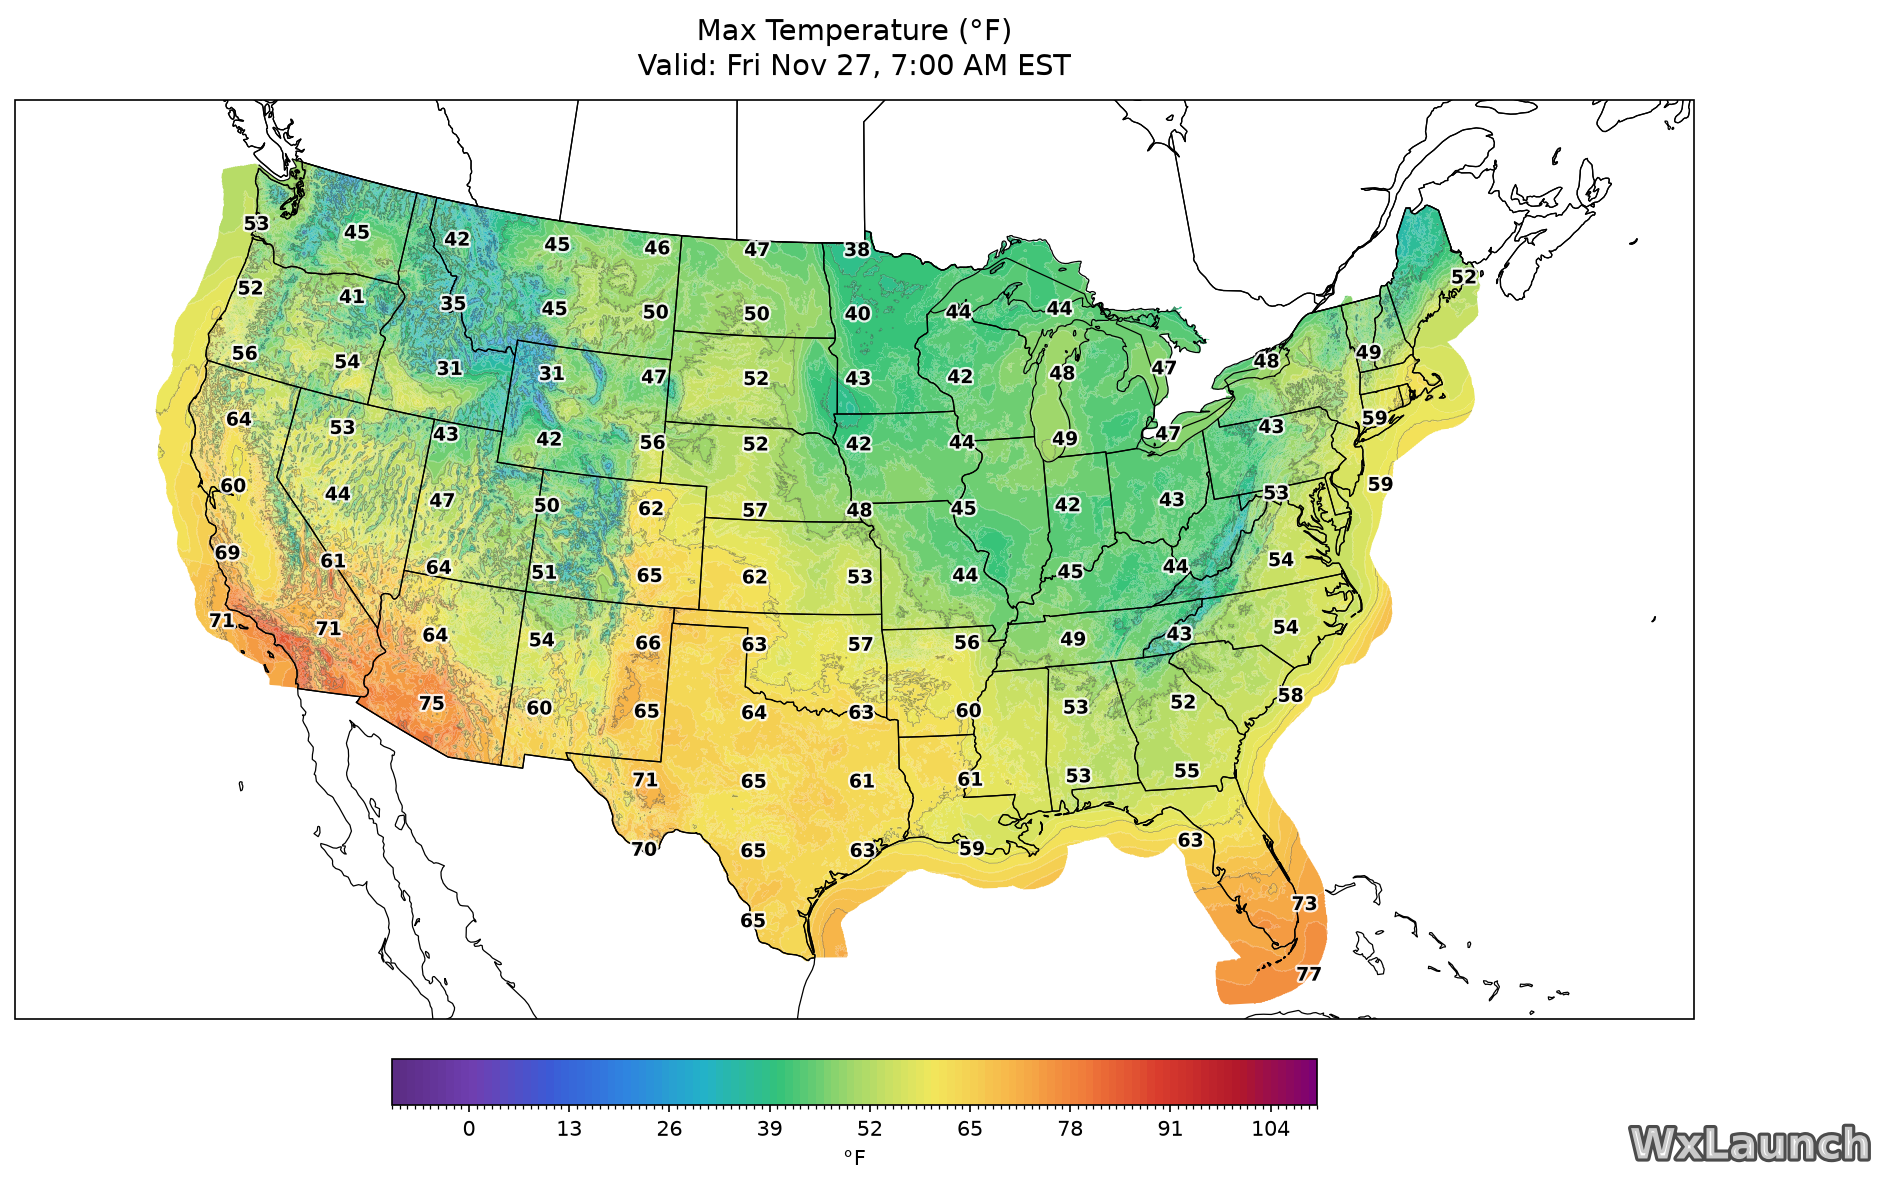 Max Temperature (°F)
Valid: Fri Nov 27, 7:00 AM EST
53 45 42 45 46 47 38
52 41 35 45 50 50 40 44 44 52
56 54 31 31 47 52 43 42 48 47 48 49
64 53 43 42 56 52 42 44 49 47 43 59
60 44 47 50 62 57 48 45 42 43 53 59
69 61 64 51 65 62 53 44 45 44 54
71 71 64 54 66 63 57 56 49 43 54
75 60 65 64 63 60 53 52 58
71 65 61 61 53 55
70 65 63 59 63
65 73
77
0 13 26 39 52 65 78 91 104
°F
WxLaunch